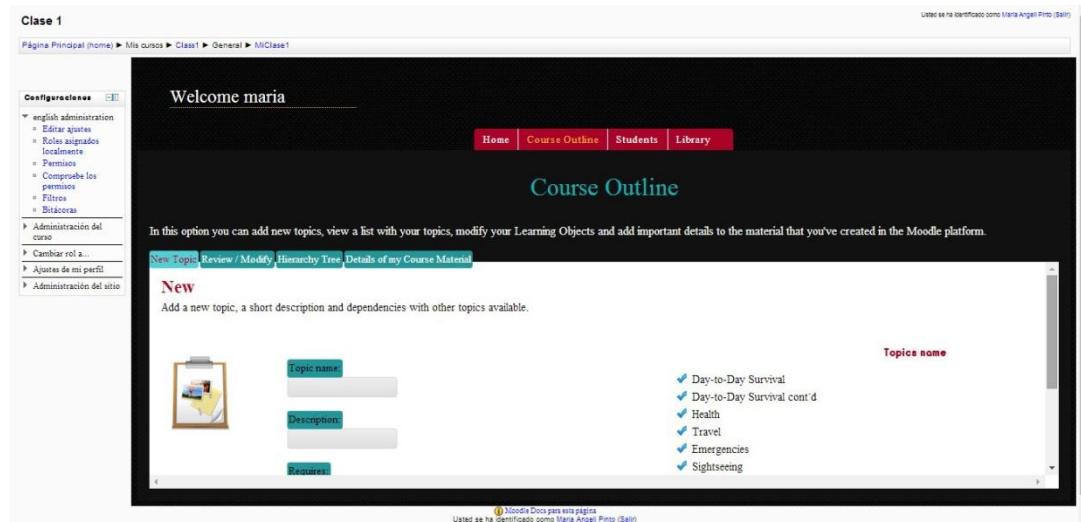 Clase 1
Usted se ha identificado como Maria Angeli Pinto (Salir)
Página Principal (home) ► Mis cursos ► Class1 ► General ► MiClase1
Configuraciones
english administration
Editar ajustes
Roles asignados
localmente
Permisos
Compruebe los
permisos
Filtros
Bitácoras
Administración del
curso
Cambiar rol a...
Ajustes de mi perfil
Administración del sitio
Welcome maria
Home Course Outline Students Library
Course Outline
In this option you can add new topics, view a list with your topics, modify your Learning Objects and add important details to the material that you've created in the Moodle platform.
New Topic Review / Modify Hierarchy Tree Details of my Course Material
New
Add a new topic, a short description and dependencies with other topics available.
Topic name:
Description:
Requires:
Topics name
Day-to-Day Survival
Day-to-Day Survival cont´d
Health
Travel
Emergencies
Sightseeing
Moodle Docs para esta página
Usted se ha identificado como Maria Angeli Pinto (Salir)